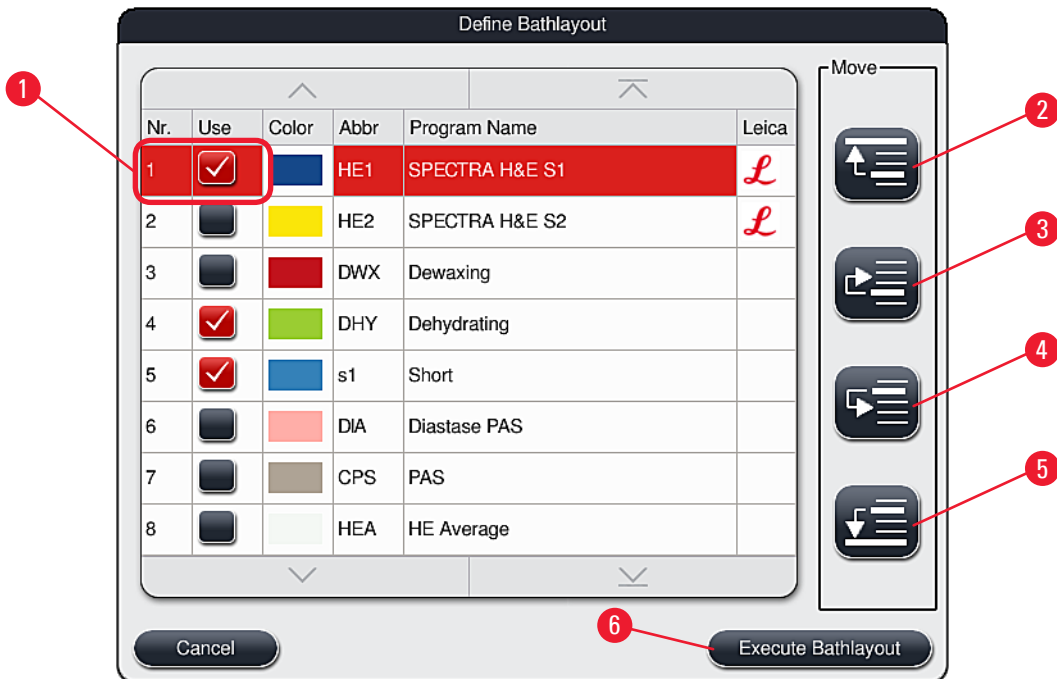 Define Bathlayout
Move
1
2
Nr. Use Color Abbr Program Name Leica
1 HE1 SPECTRA H&E S1 L
2 HE2 SPECTRA H&E S2 L
3
3 DWX Dewaxing
4 DHY Dehydrating
4
5 s1 Short
6 DIA Diastase PAS
7 CPS PAS
5
8 HEA HE Average
6
Cancel Execute Bathlayout